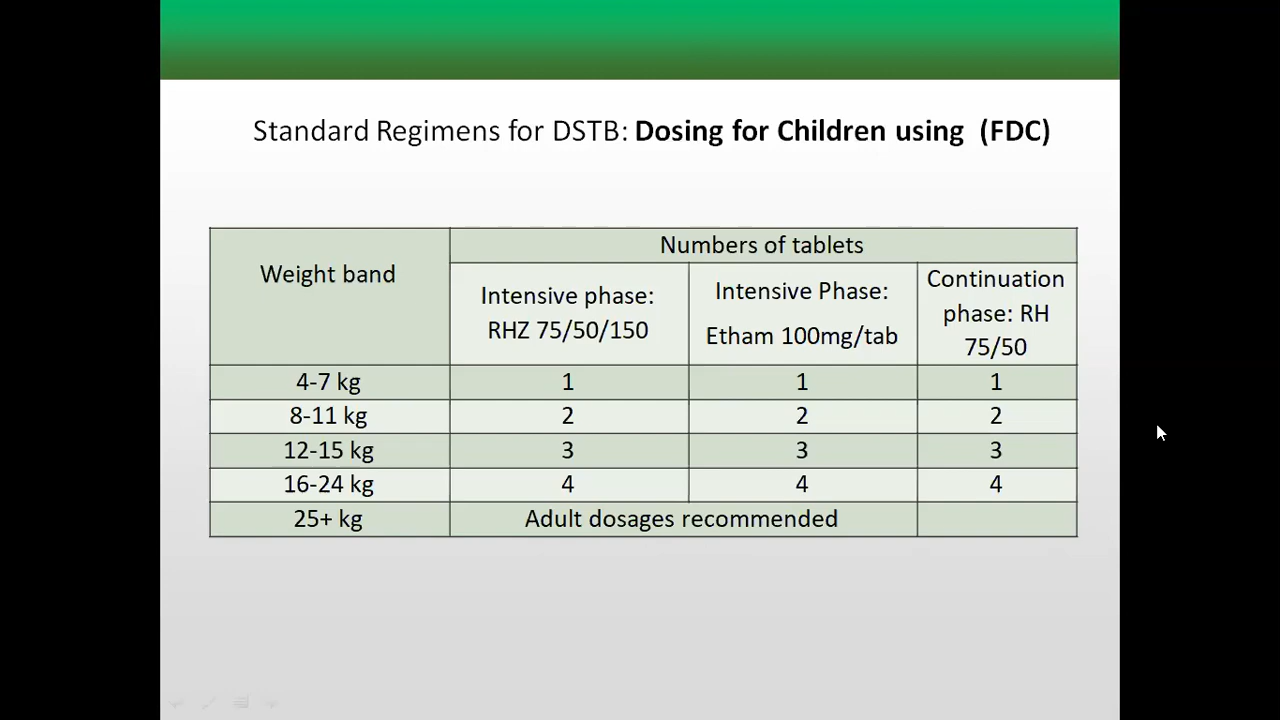 Standard Regimens for DSTB: Dosing for Children using (FDC)
Weight band
Numbers of tablets
Intensive phase:
RHZ 75/50/150
Intensive Phase:
Etham 100mg/tab
Continuation
phase: RH
75/50
4-7 kg 1 1 1
8-11 kg 2 2 2
12-15 kg 3 3 3
16-24 kg 4 4 4
25+ kg Adult dosages recommended